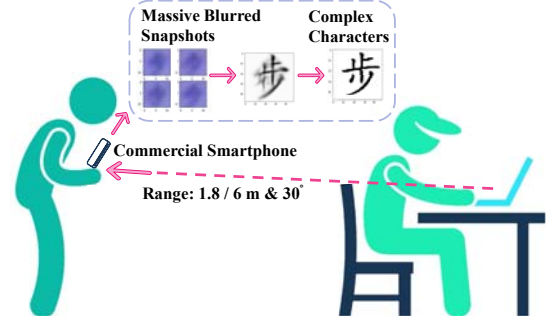 Massive Blurred
Snapshots
Complex
Characters
步
步
Commercial Smartphone
Range: 1.8 / 6 m & 30°